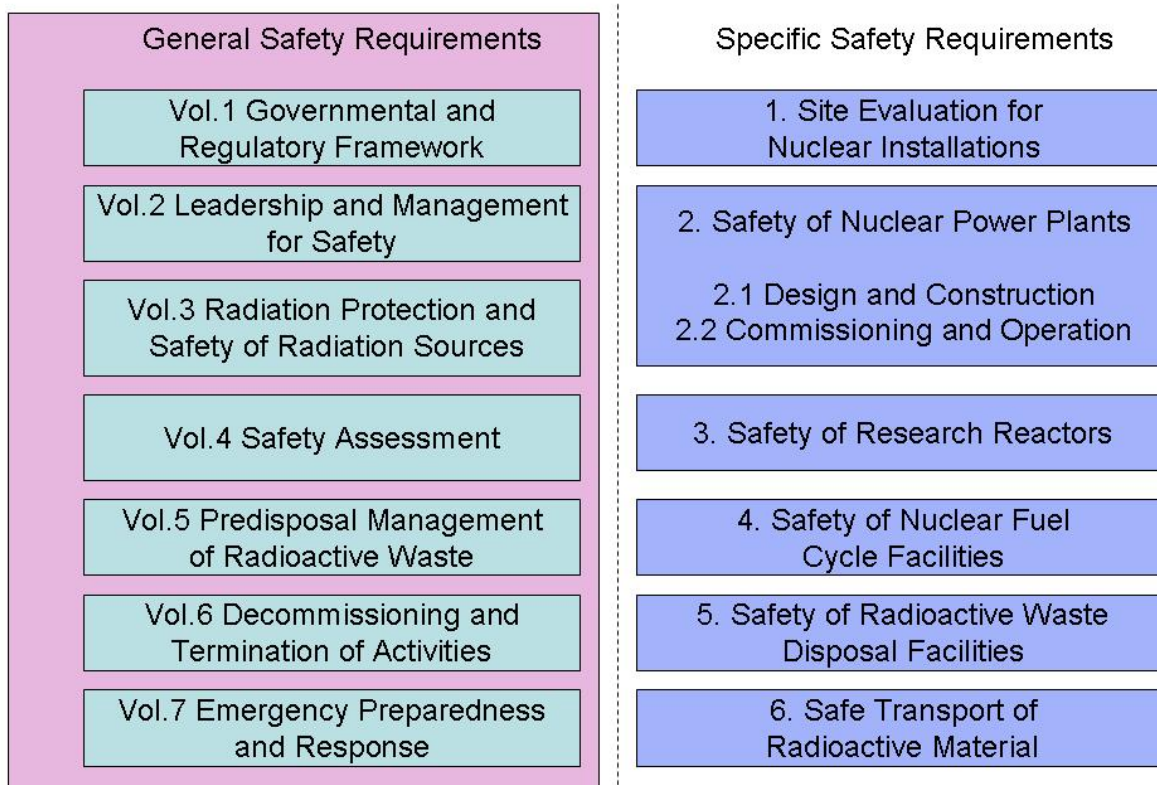 General Safety Requirements
Vol.1 Governmental and
Regulatory Framework
Vol.2 Leadership and Management
for Safety
Vol.3 Radiation Protection and
Safety of Radiation Sources
Vol.4 Safety Assessment
Vol.5 Predisposal Management
of Radioactive Waste
Vol.6 Decommissioning and
Termination of Activities
Vol.7 Emergency Preparedness
and Response
Specific Safety Requirements
1. Site Evaluation for
Nuclear Installations
2. Safety of Nuclear Power Plants
2.1 Design and Construction
2.2 Commissioning and Operation
3. Safety of Research Reactors
4. Safety of Nuclear Fuel
Cycle Facilities
5. Safety of Radioactive Waste
Disposal Facilities
6. Safe Transport of
Radioactive Material